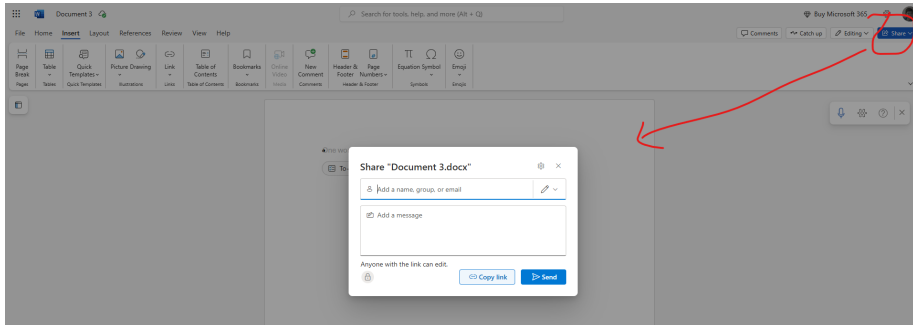 Document 3
Search for tools, help, and more (Alt + Q)
Buy Microsoft 365
File Home Insert Layout References Review View Help
Comments Catch up Editing Share
Page Break
Table
Quick Templates
Picture Drawing
Link
Table of Contents
Bookmarks
Online Video
New Comment
Header & Footer
Page Numbers
Equation Symbol
Emoji
Pages Tables Quick Templates Illustrations Links Table of Contents Bookmarks Media Comments Header & Footer Symbols Emojis
One wo
To-
Share "Document 3.docx"
Add a name, group, or email
Add a message
Anyone with the link can edit.
Copy link Send